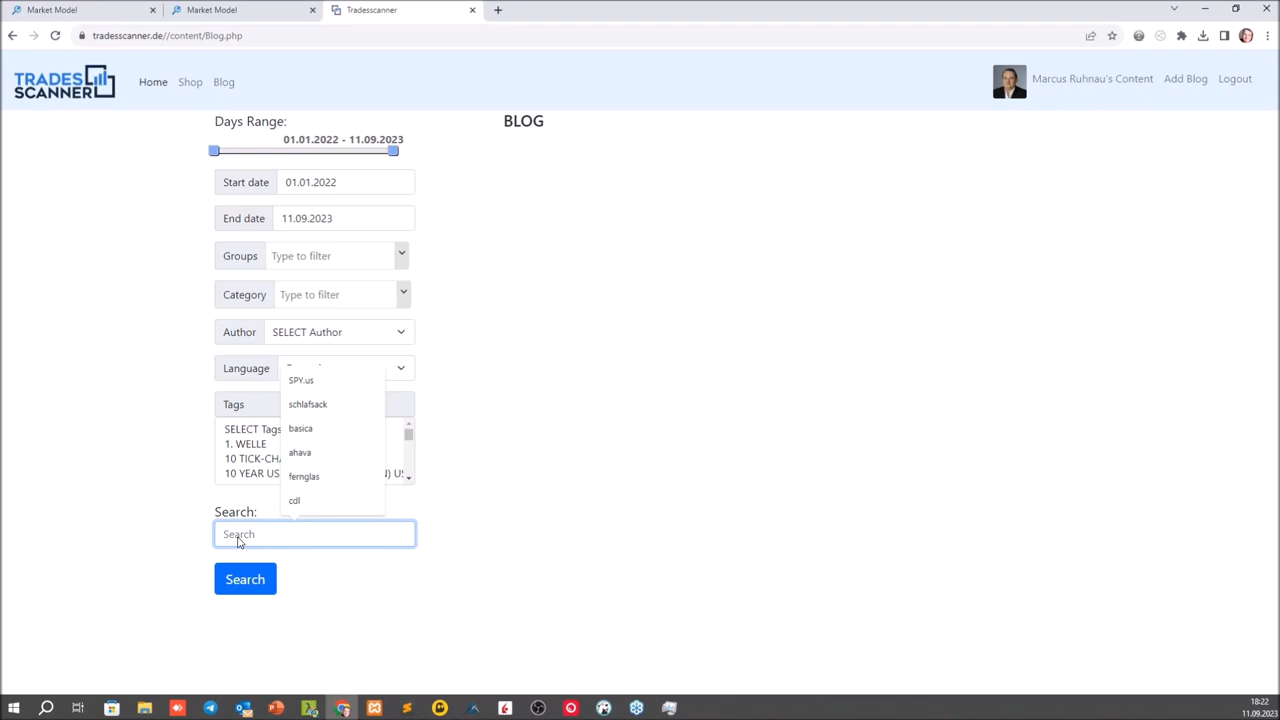 Market Model
Market Model
Tradesscanner
tradesscanner.de//content/Blog.php
TRADES
SCANNER
Home
Shop
Blog
Marcus Ruhnau's Content
Add Blog
Logout
Days Range:
01.01.2022 - 11.09.2023
BLOG
Start date
01.01.2022
End date
11.09.2023
Groups
Type to filter
Category
Type to filter
Author
SELECT Author
Language
SPY.us
schlafsack
basica
ahava
fernglas
cdl
Tags
SELECT Tags
1. WELLE
10 TICK-CHA
10 YEAR US
N) US
Search:
Search
Search
18:22
11.09.2023